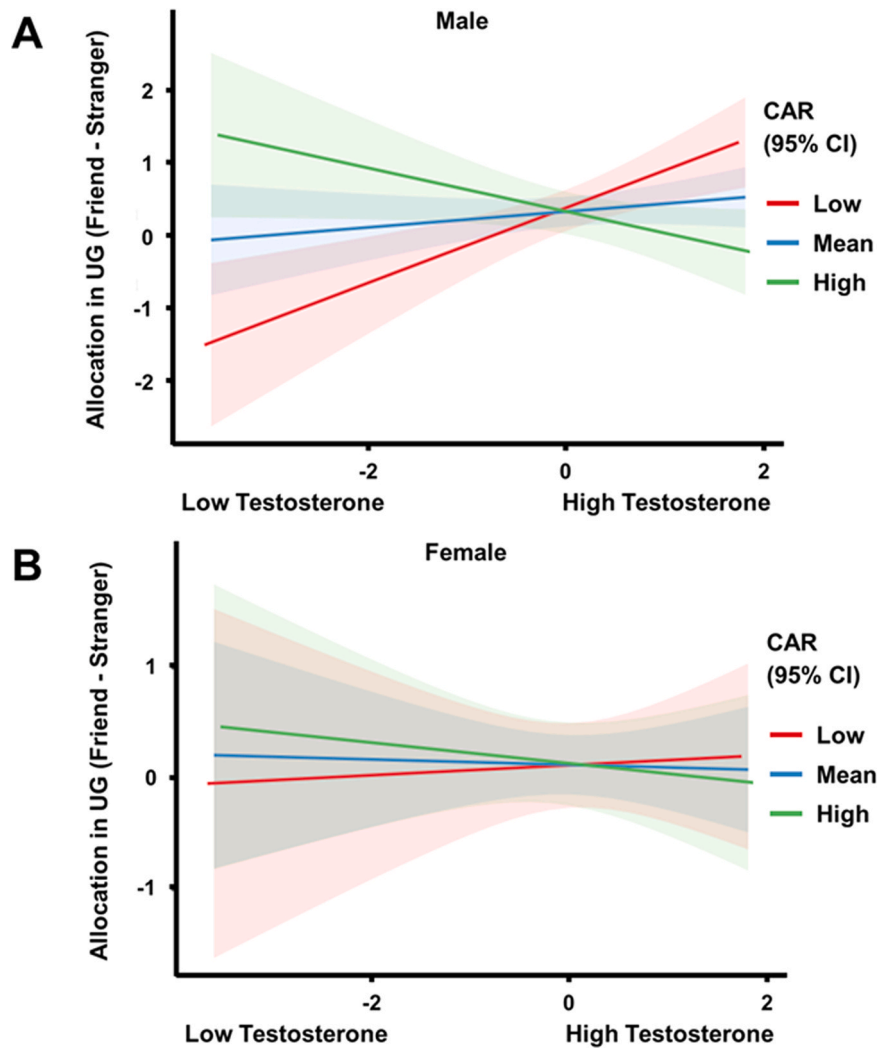 A
Male
Allocation in UG (Friend - Stranger)
2
1
0
-1
-2
-2
0
2
Low Testosterone
High Testosterone
CAR
(95% CI)
Low
Mean
High
B
Female
Allocation in UG (Friend - Stranger)
1
0
-1
-2
0
2
Low Testosterone
High Testosterone
CAR
(95% CI)
Low
Mean
High